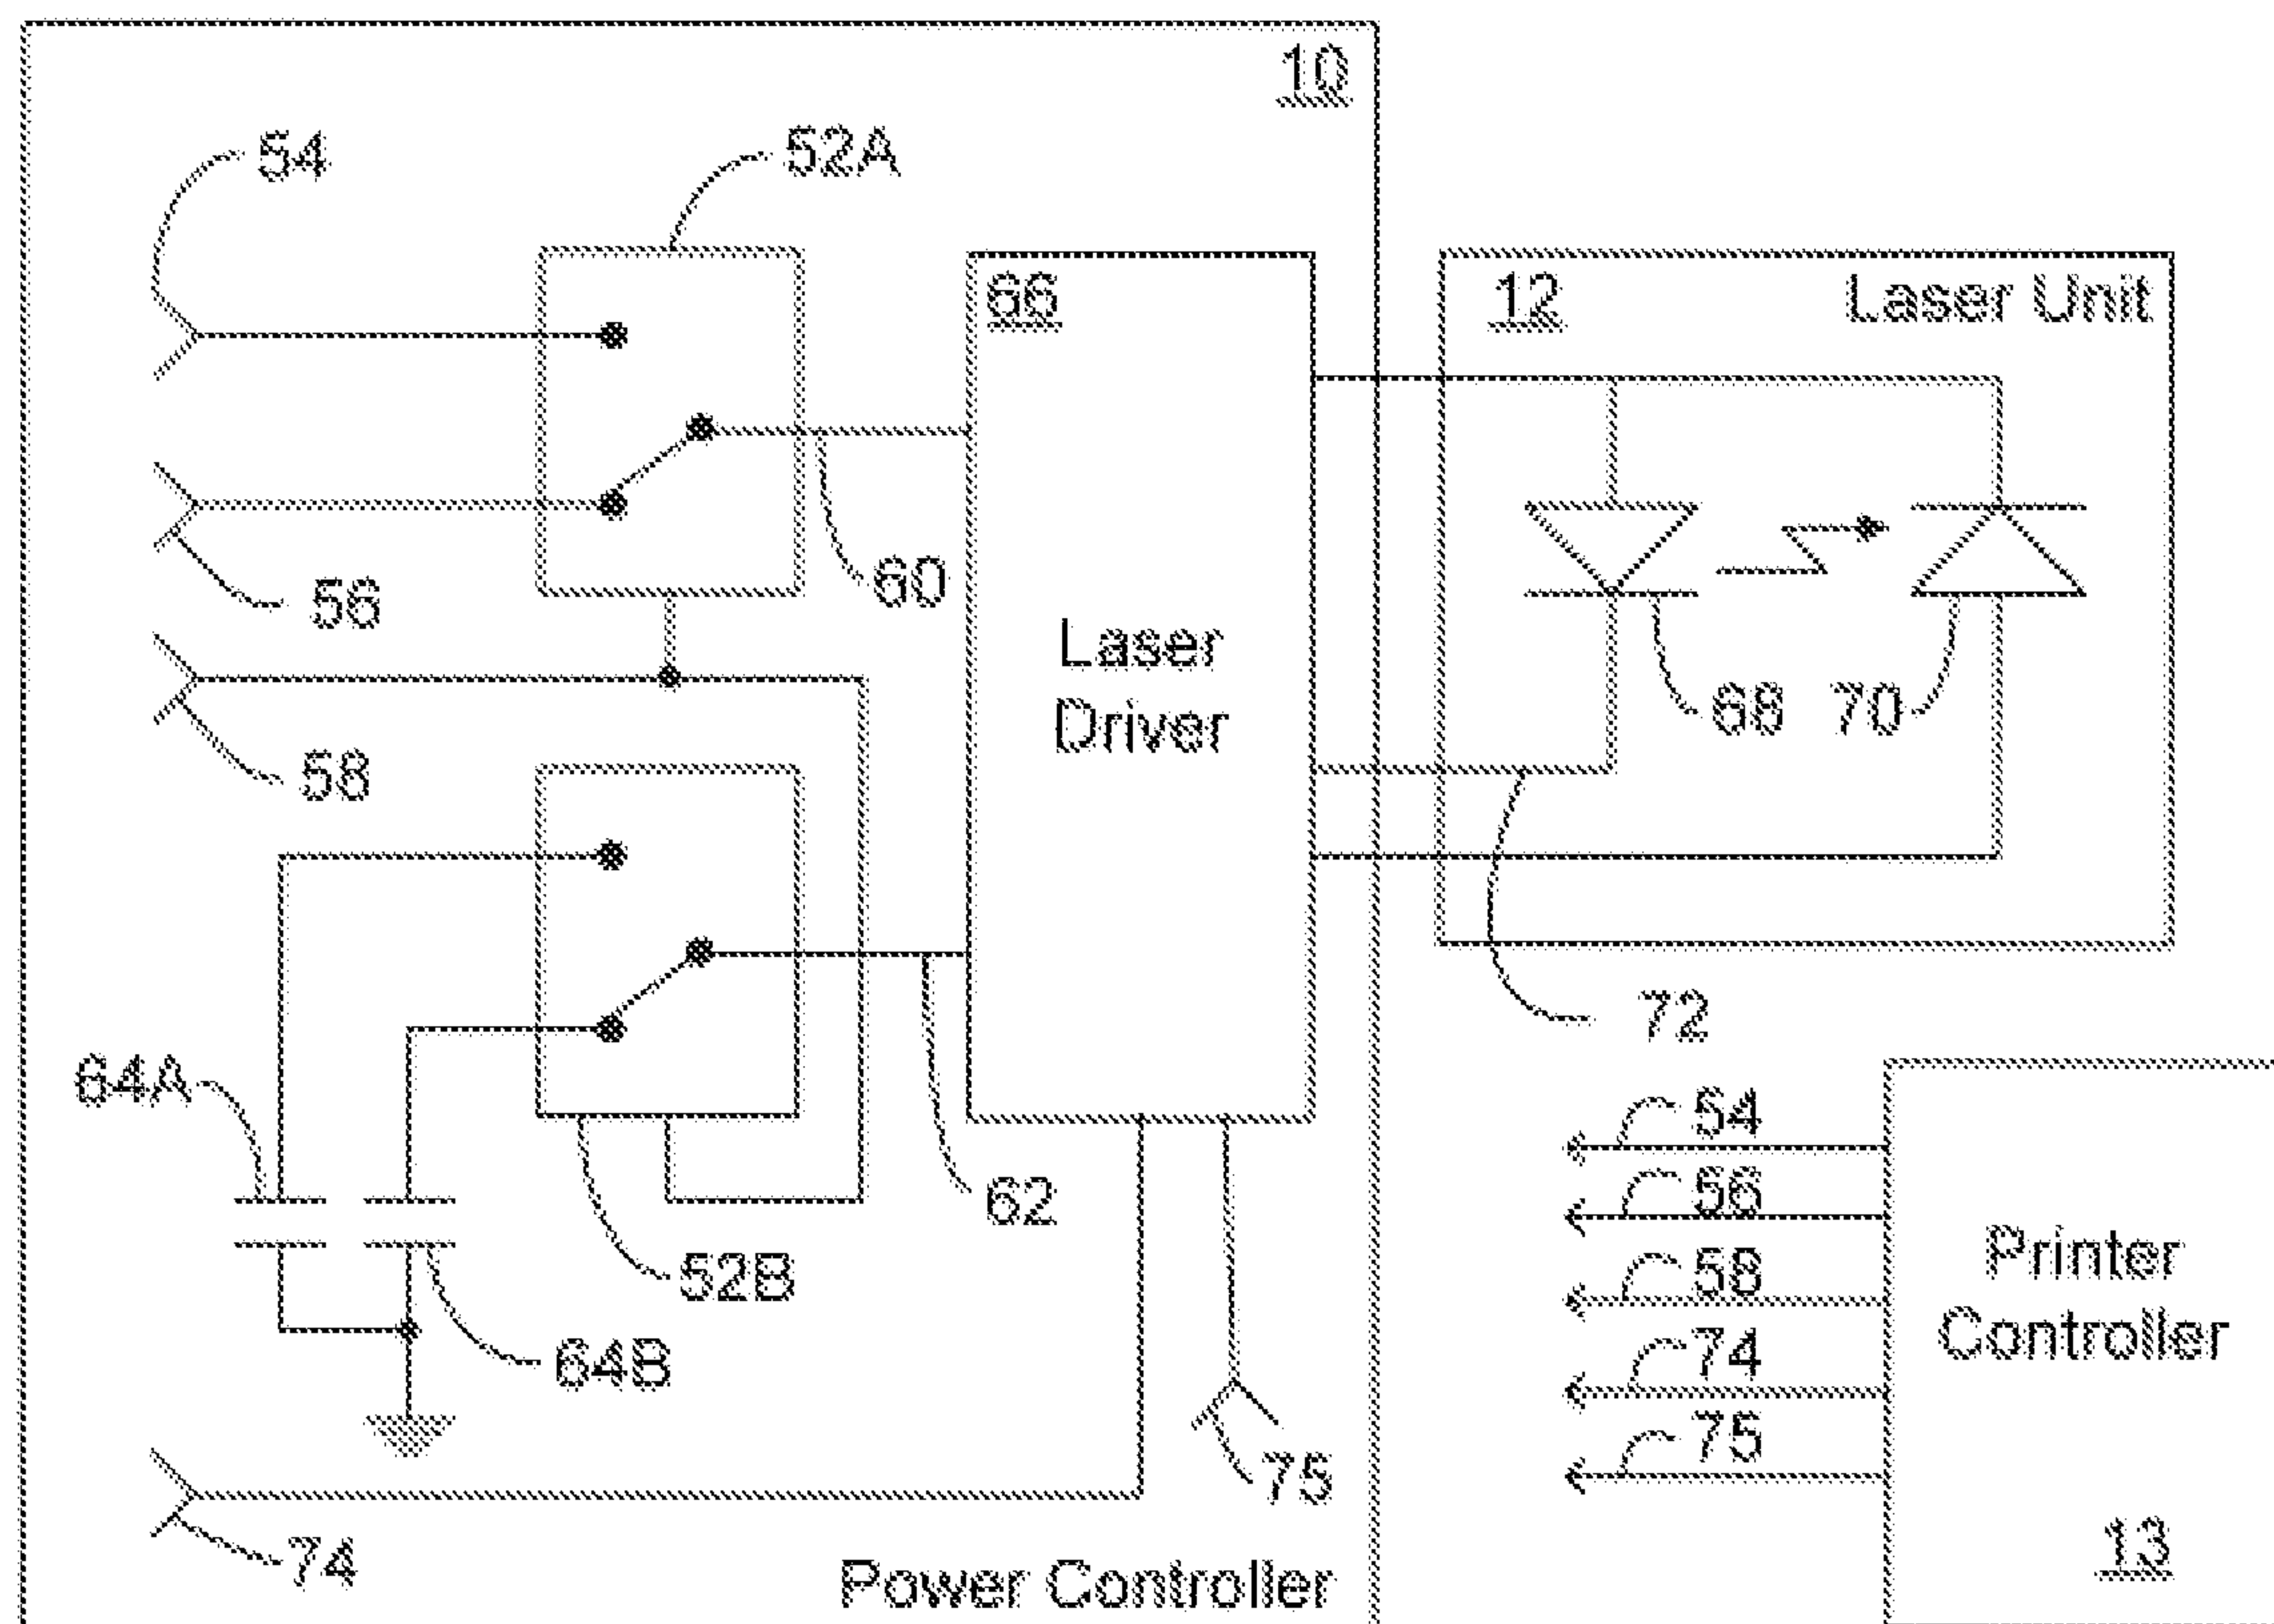 10
54
52A
66
12
Laser Unit
56
60
Laser
Driver
68
70
58
72
64A
54
56
62
Printer
Controller
58
52B
74
64B
75
75
74
13
Power Controller